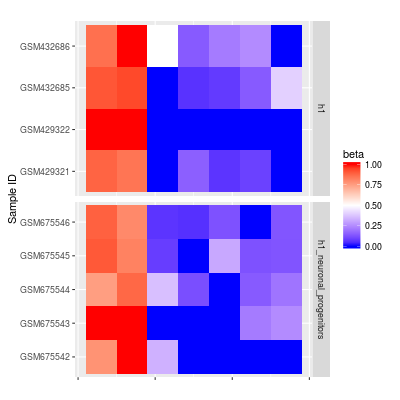 GSM432686
GSM432685
GSM429322
GSM429321
h1
GSM675546
GSM675545
GSM675544
GSM675543
GSM675542
h1_neuronal_progenitors
Sample ID
beta
1.00
0.75
0.50
0.25
0.00